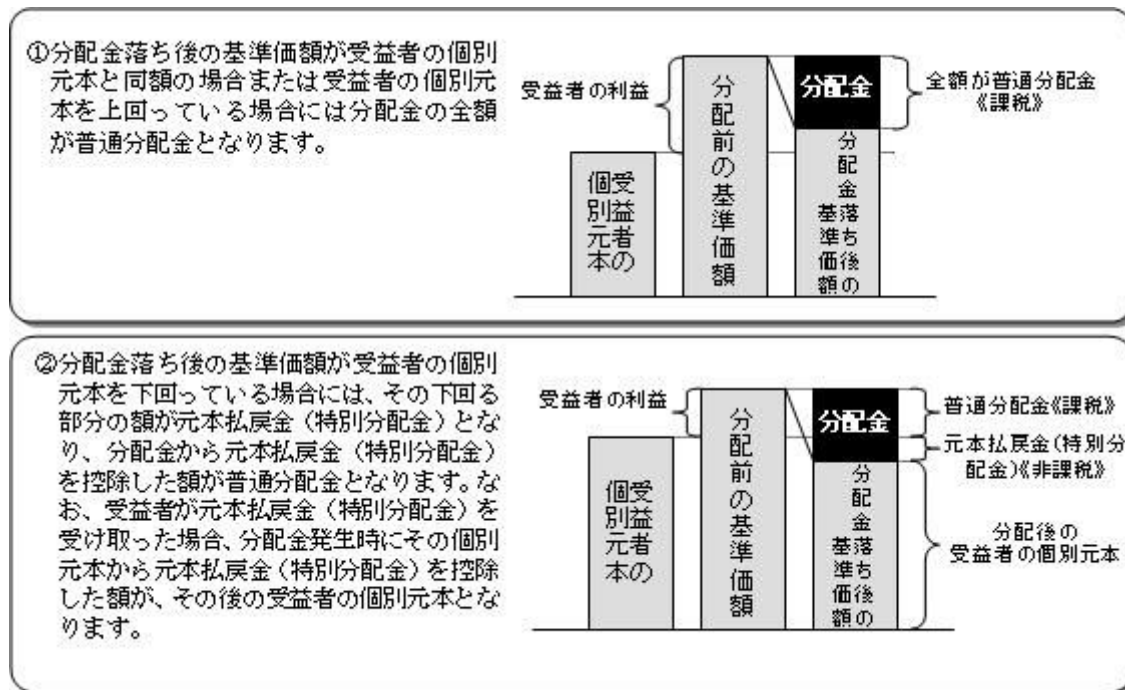 ①分配金落ち後の基準価額が受益者の個別
元本と同額の場合または受益者の個別元
本を上回っている場合には分配金の全額
が普通分配金となります。
受益者の利益
受益者の
個別元本
分配前の基準価額
分配金
分配金落ち後の
基準価額
全額が普通分配金
《課税》
②分配金落ち後の基準価額が受益者の個別
元本を下回っている場合には、その下回る
部分の額が元本払戻金（特別分配金）とな
り、分配金から元本払戻金（特別分配金）
を控除した額が普通分配金となります。な
お、受益者が元本払戻金（特別分配金）を
受け取った場合、分配金発生時にその個別
元本から元本払戻金（特別分配金）を控除
した額が、その後の受益者の個別元本とな
ります。
受益者の利益
受益者の
個別元本
分配前の基準価額
分配金
分配金落ち後の
基準価額
普通分配金《課税》
元本払戻金（特別分
配金）《非課税》
分配後の
受益者の個別元本